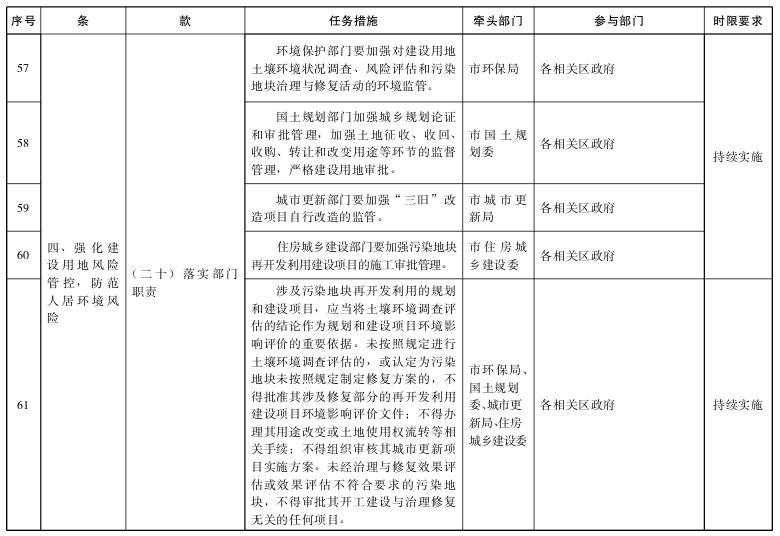 序号 条 款 任务措施 牵头部门 参与部门 时限要求
57
环境保护部门要加强对建设用地
土壤环境状况调查、风险评估和污染
地块治理与修复活动的环境监管。
市环保局
各相关区政府
58
国土规划部门加强城乡规划论证
和审批管理，加强土地征收、收回、
收购、转让和改变用途等环节的监督
管理，严格建设用地审批。
市国土规
划委
各相关区政府
持续实施
59
城市更新部门要加强“三旧”改
造项目自行改造的监管。
市城市更
新局
各相关区政府
60
四、强化建
设用地风险
管控，防范
人居环境风
险
（二十）落实部门
职责
住房城乡建设部门要加强污染地块
再开发利用建设项目的施工审批管理。
市住房城
乡建设委
各相关区政府
61
涉及污染地块再开发利用的规划
和建设项目，应当将土壤环境调查评
估的结论作为规划和建设项目环境影
响评价的重要依据。未按照规定进行
土壤环境调查评估的，或认定为污染
地块未按照规定制定修复方案的，不
得批准其涉及修复部分的再开发利用
建设项目环境影响评价文件；不得办
理其用途改变或土地使用权流转等相
关手续；不得组织审核其城市更新项
目实施方案。未经治理与修复效果评
估或效果评估不符合要求的污染地
块，不得审批其开工建设与治理修复
无关的任何项目。
市环保局、
国土规划
委、城市更
新局、住房
城乡建设委
各相关区政府
持续实施